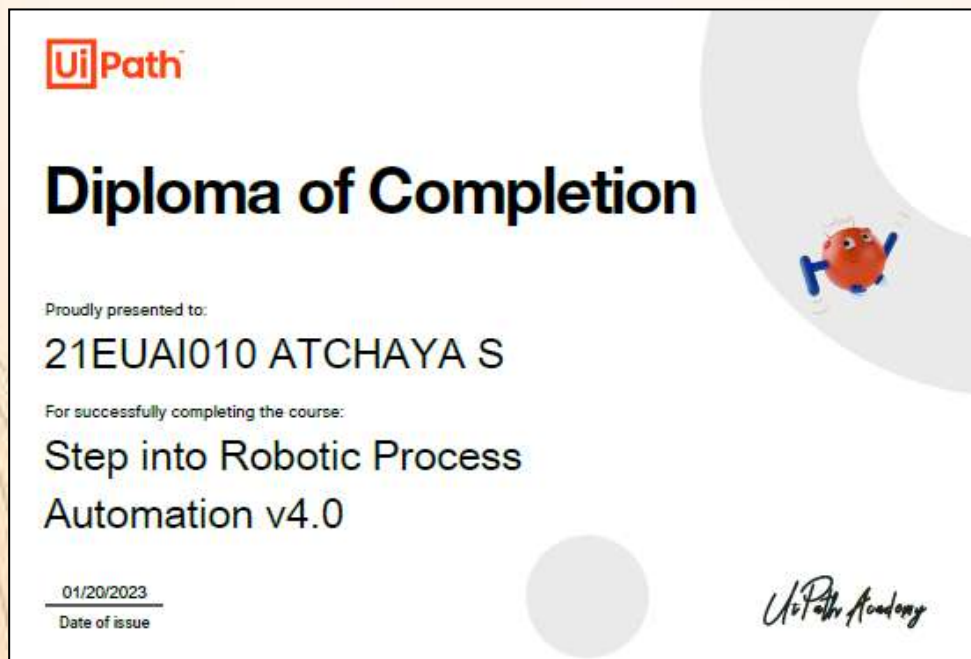 UiPath™
Diploma of Completion
Proudly presented to:
21EUAI010 ATCHAYA S
For successfully completing the course:
Step into Robotic Process
Automation v4.0
01/20/2023
Date of issue
UiPath Academy